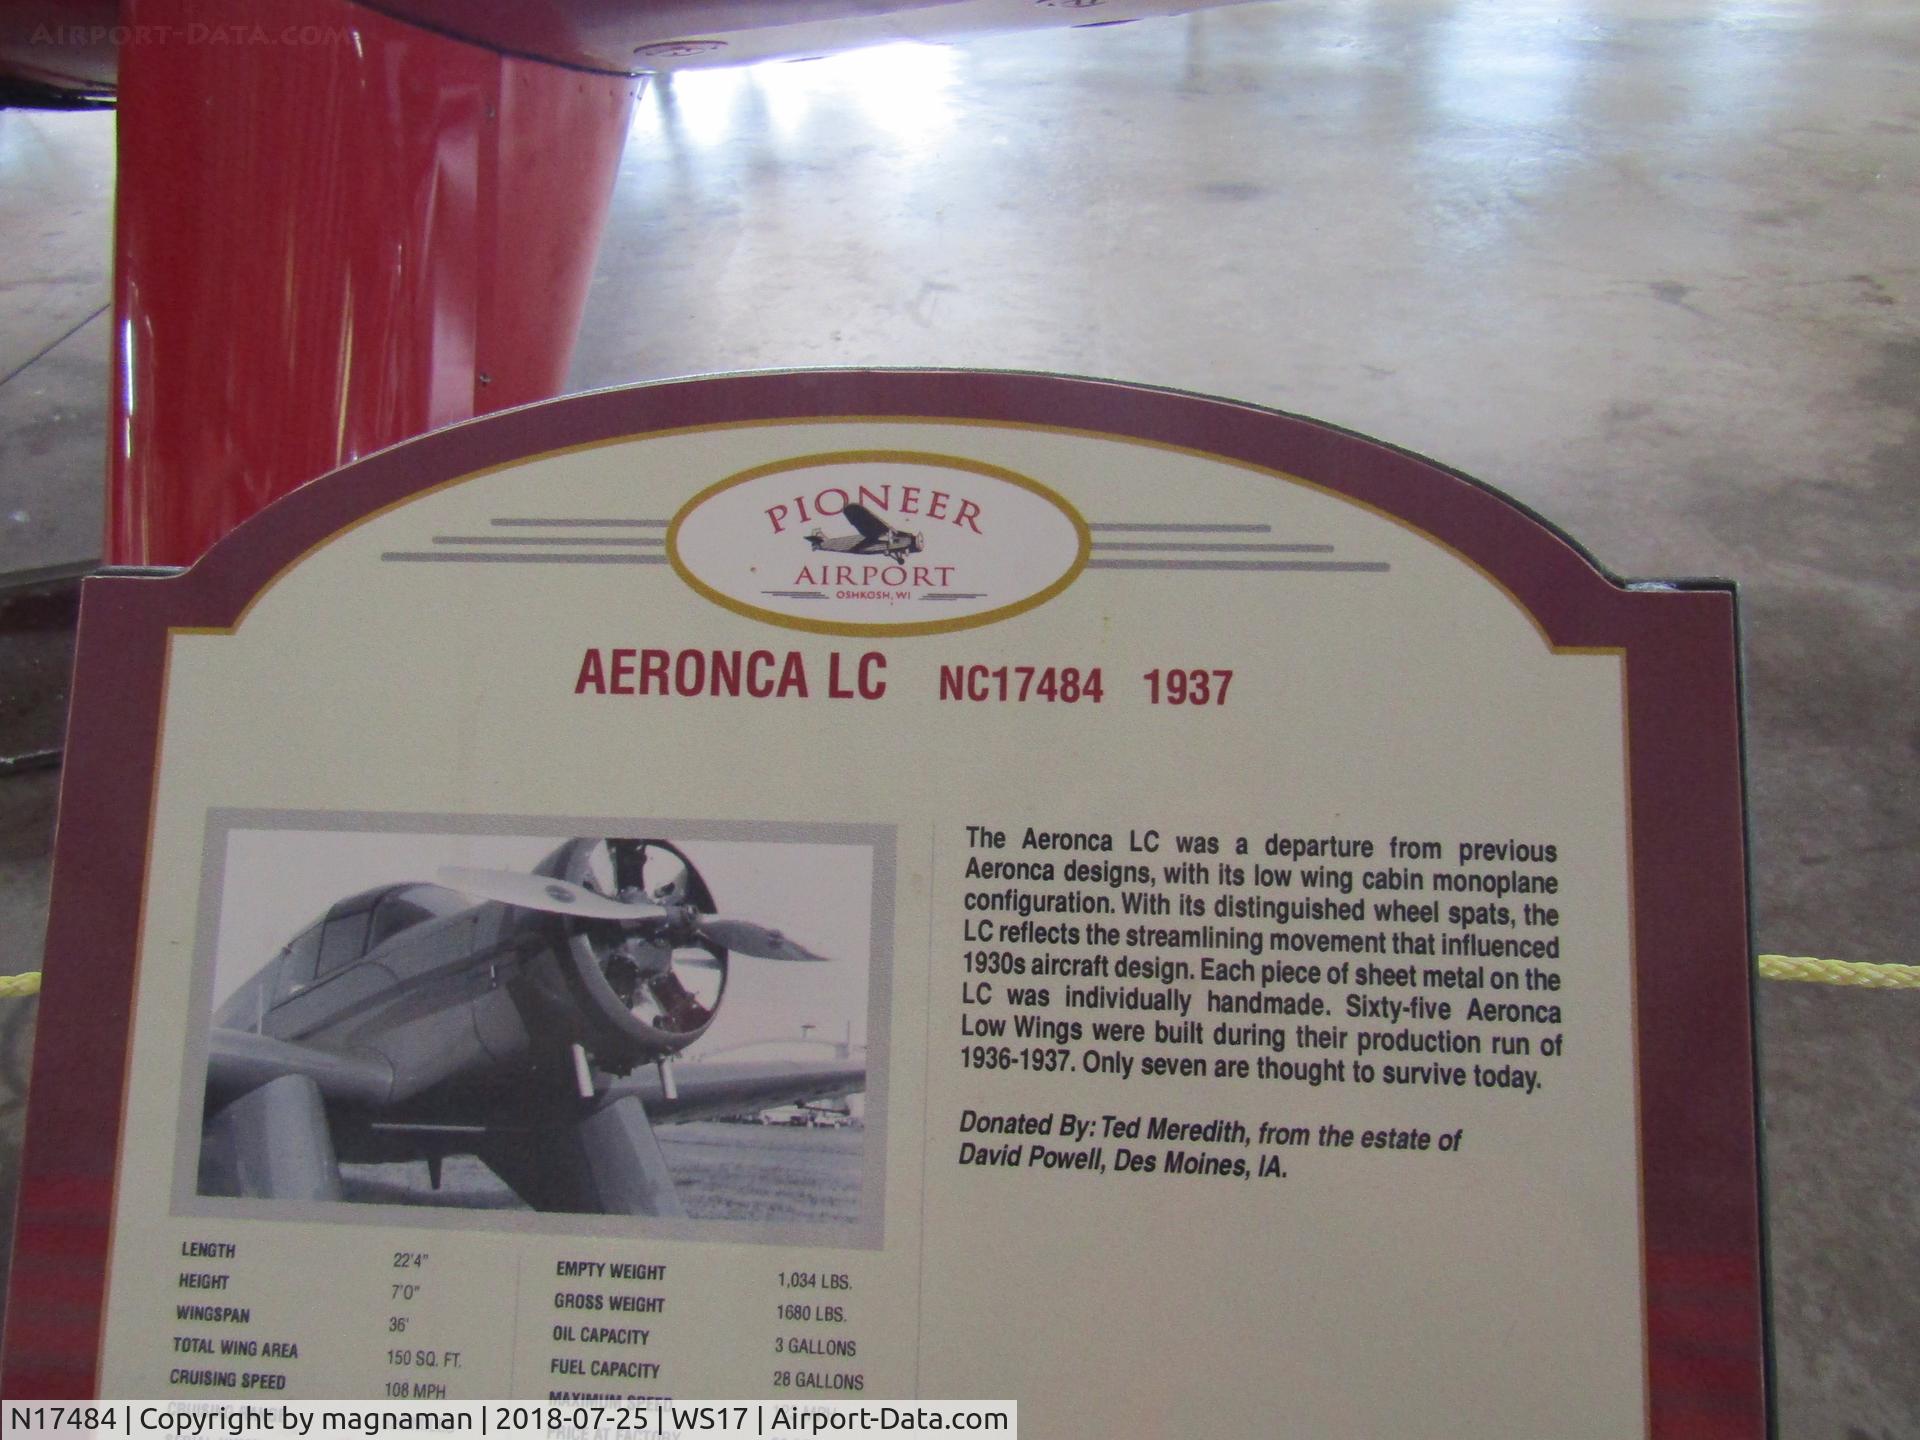 AIRPORT-DATA.COM
PIONEER
AIRPORT
OSHKOSH, WI
AERONCA LC NC17484 1937
The Aeronca LC was a departure from previous
Aeronca designs, with its low wing cabin monoplane
configuration. With its distinguished wheel spats, the
LC reflects the streamlining movement that influenced
1930s aircraft design. Each piece of sheet metal on the
LC was individually handmade. Sixty-five Aeronca
Low Wings were built during their production run of
1936-1937. Only seven are thought to survive today.
Donated By: Ted Meredith, from the estate of
David Powell, Des Moines, IA.
LENGTH 22'4"
HEIGHT 7'0"
WINGSPAN 36'
TOTAL WING AREA 150 SQ. FT.
CRUISING SPEED 108 MPH
CRUISING RANGE
EMPTY WEIGHT 1,034 LBS.
GROSS WEIGHT 1680 LBS.
OIL CAPACITY 3 GALLONS
FUEL CAPACITY 28 GALLONS
MAXIMUM SPEED
PRICE AT FACTORY
N17484 | Copyright by magnaman | 2018-07-25 | WS17 | Airport-Data.com